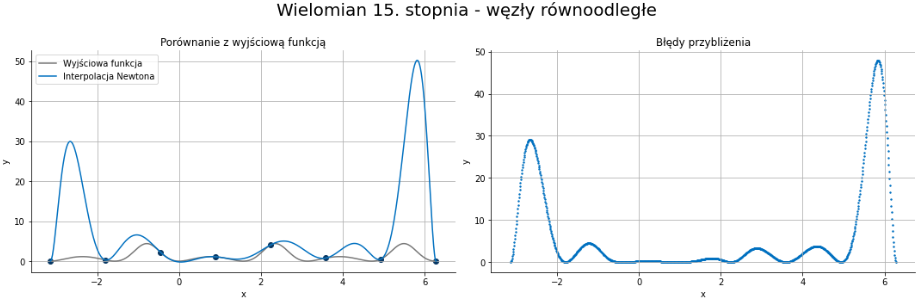 Wielomian 15. stopnia - węzły równoodległe
Porównanie z wyjściową funkcją
Wyjściowa funkcja
Interpolacja Newtona
50
40
30
20
10
0
y
−2
0
2
4
6
x
Błędy przybliżenia
50
40
30
20
10
0
y
−2
0
2
4
6
x